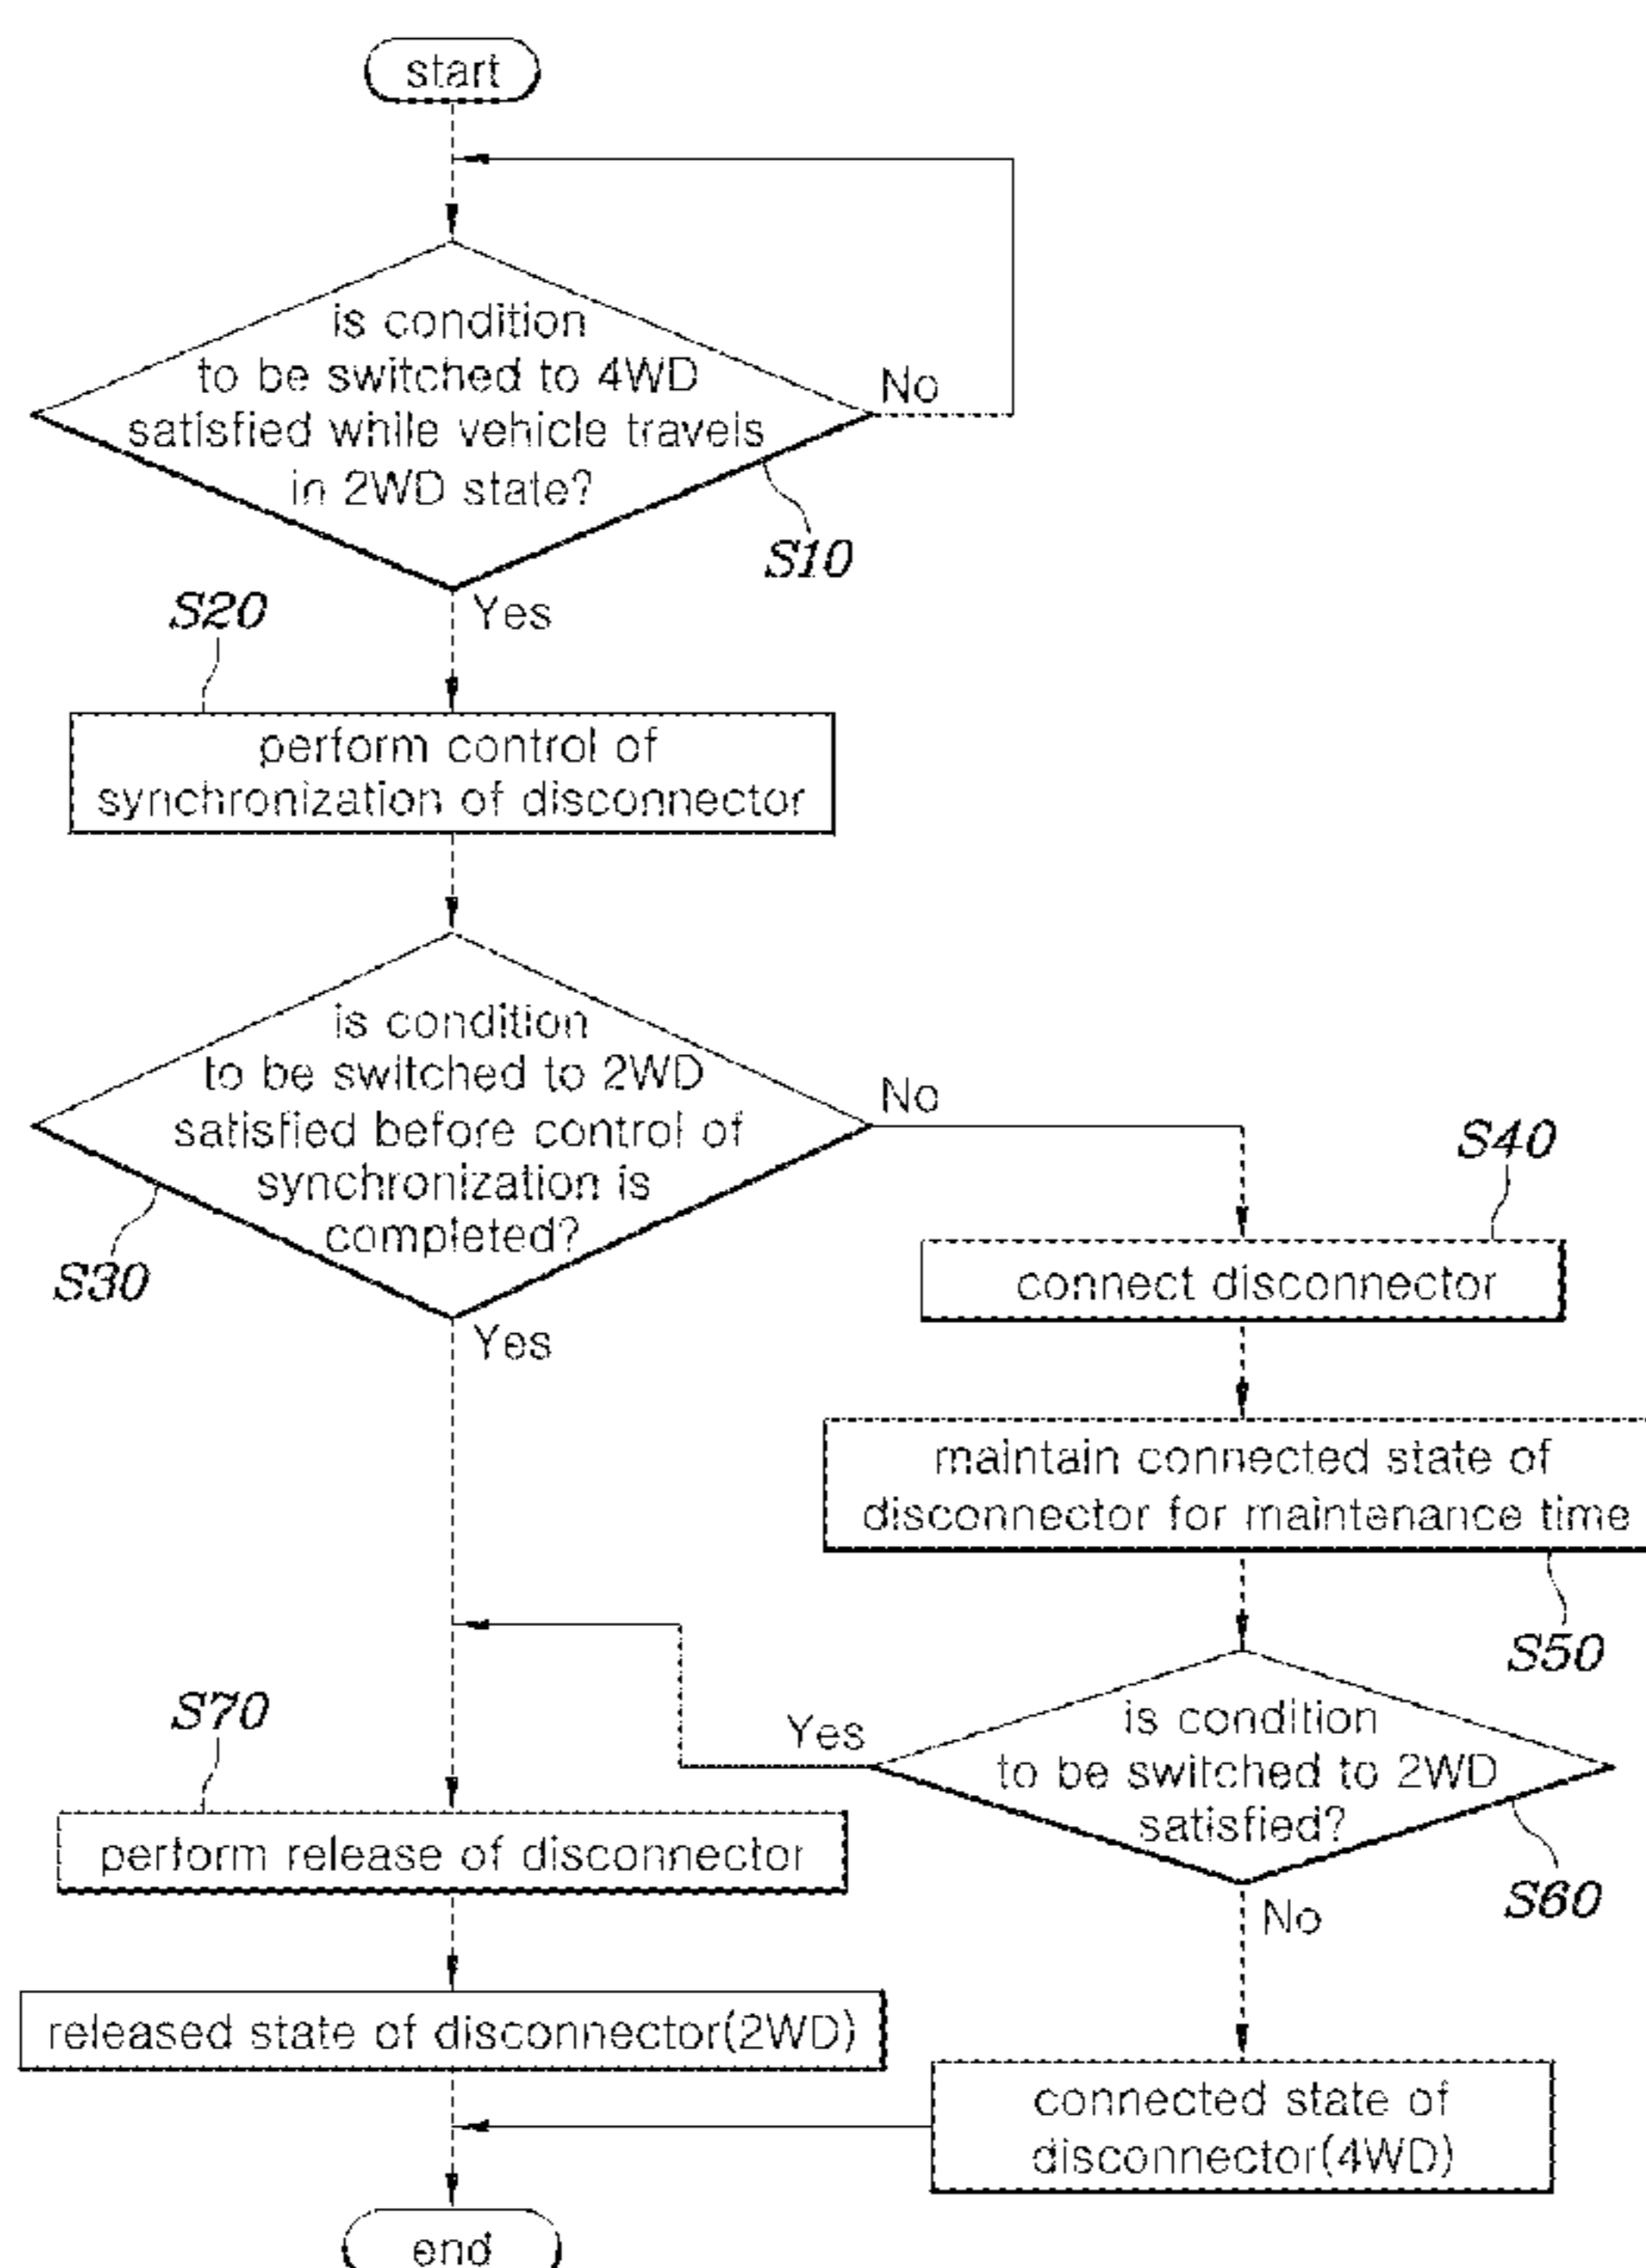 start
is condition
to be switched to 4WD
satisfied while vehicle travels
in 2WD state?
No
S10
Yes
S20
perform control of
synchronization of disconnector
is condition
to be switched to 2WD
satisfied before control of
synchronization is
completed?
No
S30
Yes
S40
connect disconnector
maintain connected state of
disconnector for maintenance time
S50
is condition
to be switched to 2WD
satisfied?
Yes
S60
No
S70
perform release of disconnector
released state of disconnector(2WD)
connected state of
disconnector(4WD)
end